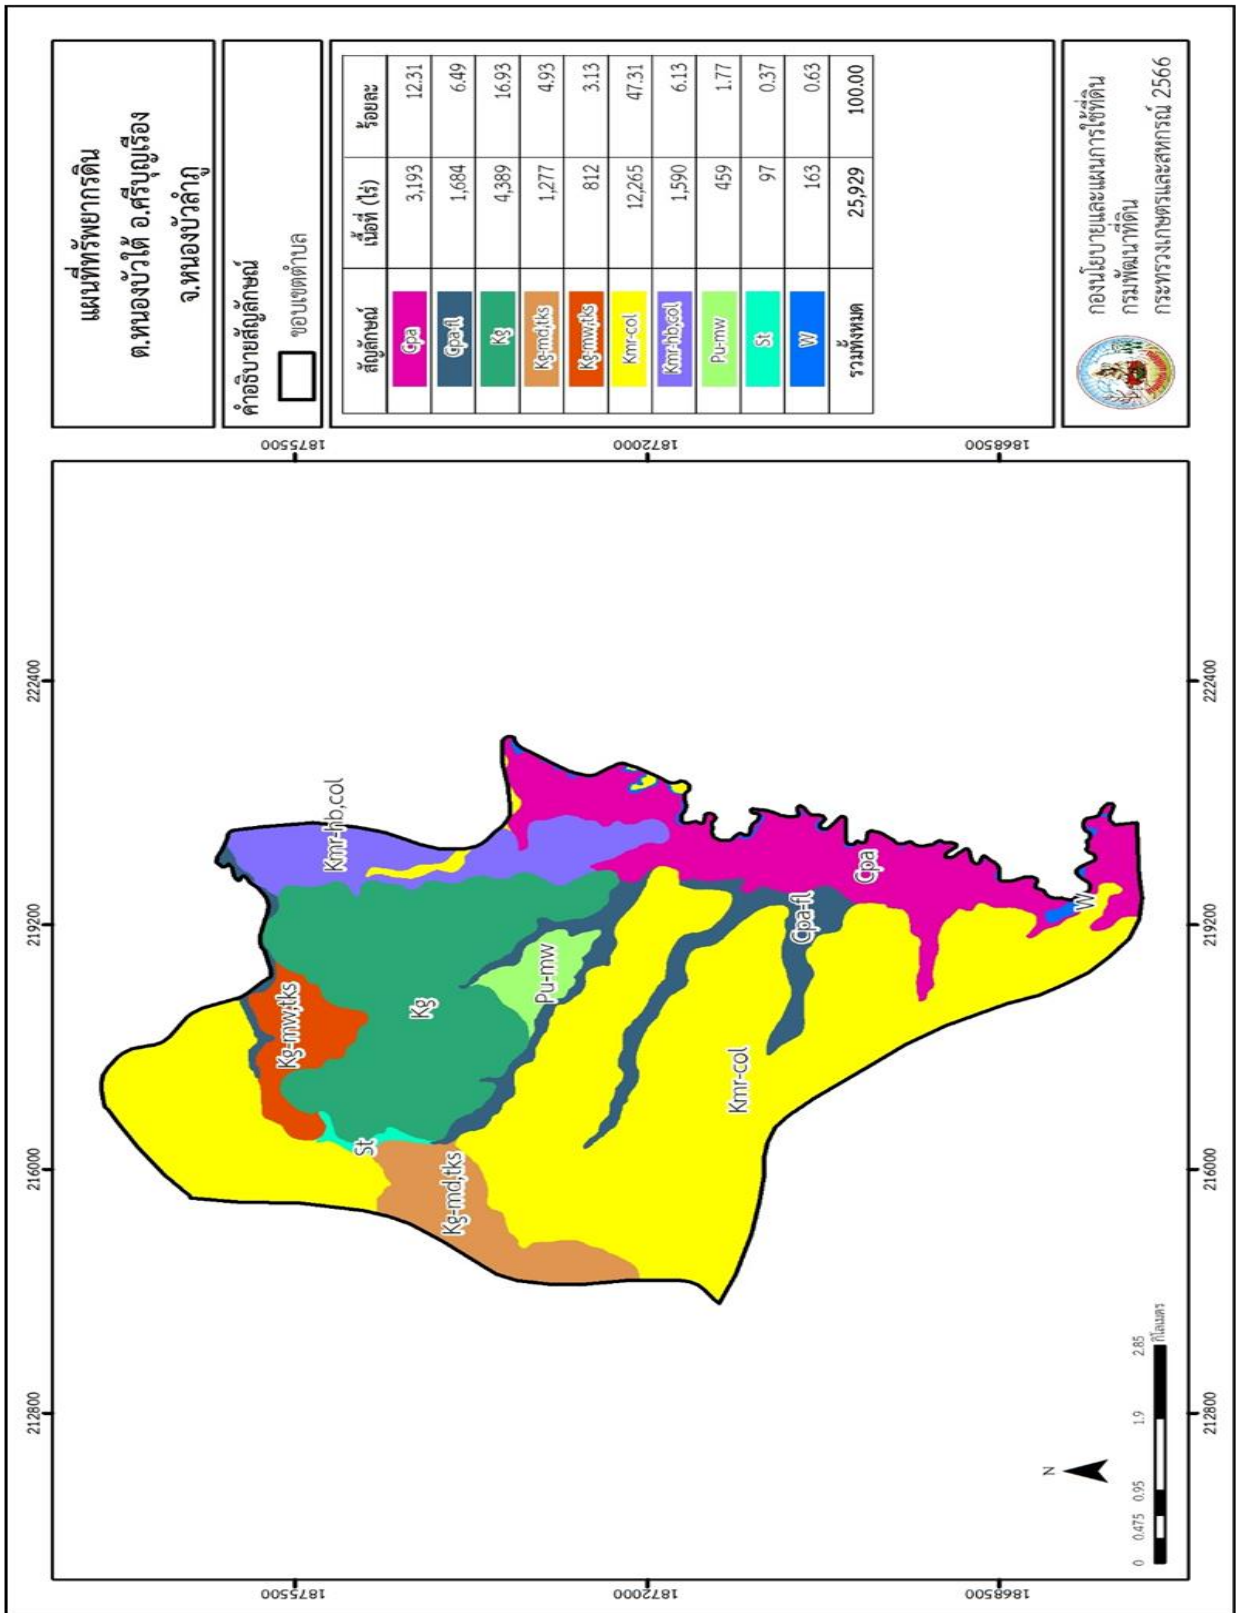 แผนที่ทรัพยากรดิน
ต.หนองบัวใต้ อ.ศรีบุญเรือง
จ.หนองบัวลำภู
คำอธิบายสัญลักษณ์
ขอบเขตตำบล
สัญลักษณ์ เนื้อที่ (ไร่) ร้อยละ
Cpa 3,193 12.31
Cpa-fl 1,684 6.49
Kg 4,389 16.93
Kg-md,tks 1,277 4.93
Kg-mw,tks 812 3.13
Kmr-col 12,265 47.31
Kmr-hb,col 1,590 6.13
Pu-mw 459 1.77
St 97 0.37
W 163 0.63
รวมทั้งหมด 25,929 100.00
กองนโยบายและแผนการใช้ที่ดิน
กรมพัฒนาที่ดิน
กระทรวงเกษตรและสหกรณ์ 2566
212800 216000 219200 222400
1875500 1875500
1872000 1872000
1868500 1868500
Kmr-hb,col
Kg-mw,tks
Kg
St
Kg-md,tks
Pu-mw
Cpa-fl
Cpa
Kmr-col
W
N
0 0.475 0.95 1.9 2.85
กิโลเมตร
212800 216000 219200 222400